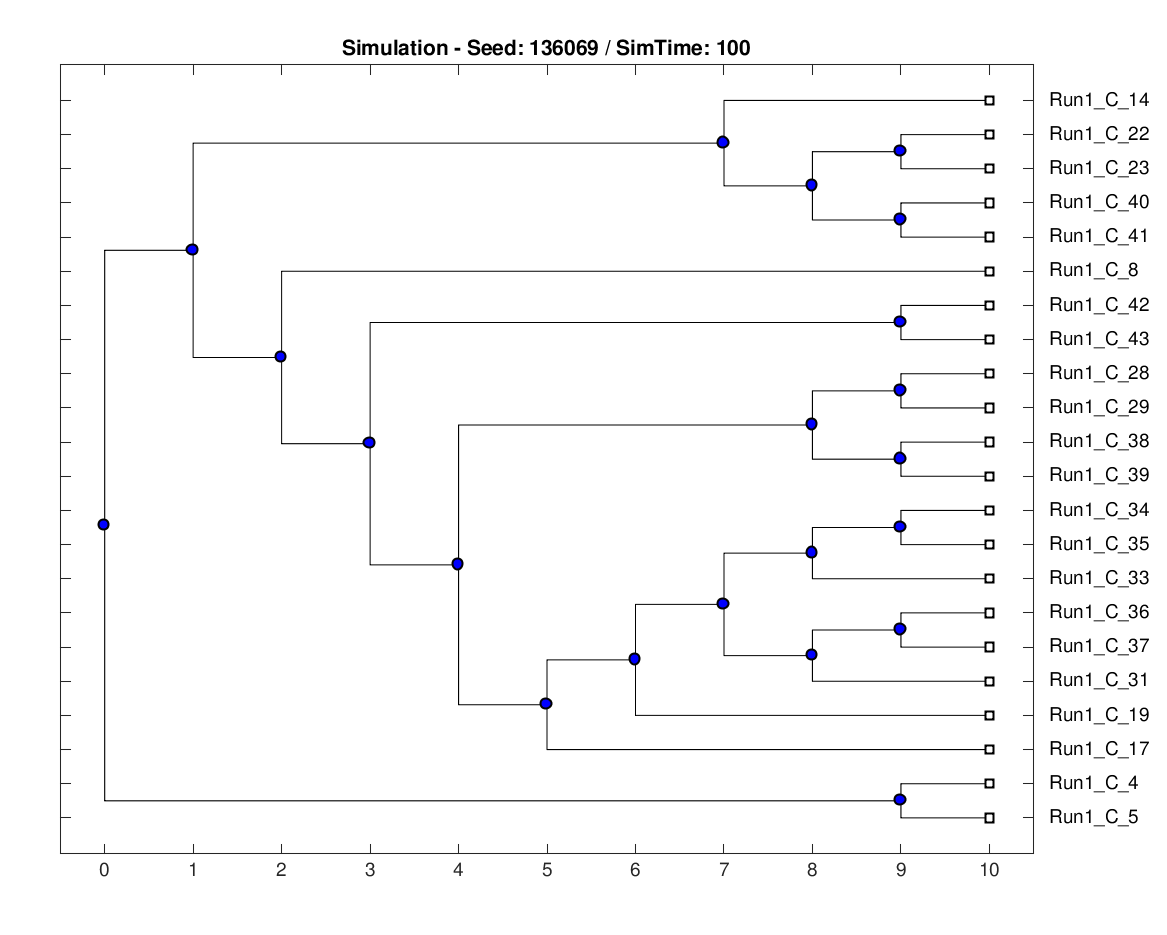 Simulation - Seed: 136069 / SimTime: 100
Run1_C_14
Run1_C_22
Run1_C_23
Run1_C_40
Run1_C_41
Run1_C_8
Run1_C_42
Run1_C_43
Run1_C_28
Run1_C_29
Run1_C_38
Run1_C_39
Run1_C_34
Run1_C_35
Run1_C_33
Run1_C_36
Run1_C_37
Run1_C_31
Run1_C_19
Run1_C_17
Run1_C_4
Run1_C_5
0 1 2 3 4 5 6 7 8 9 10